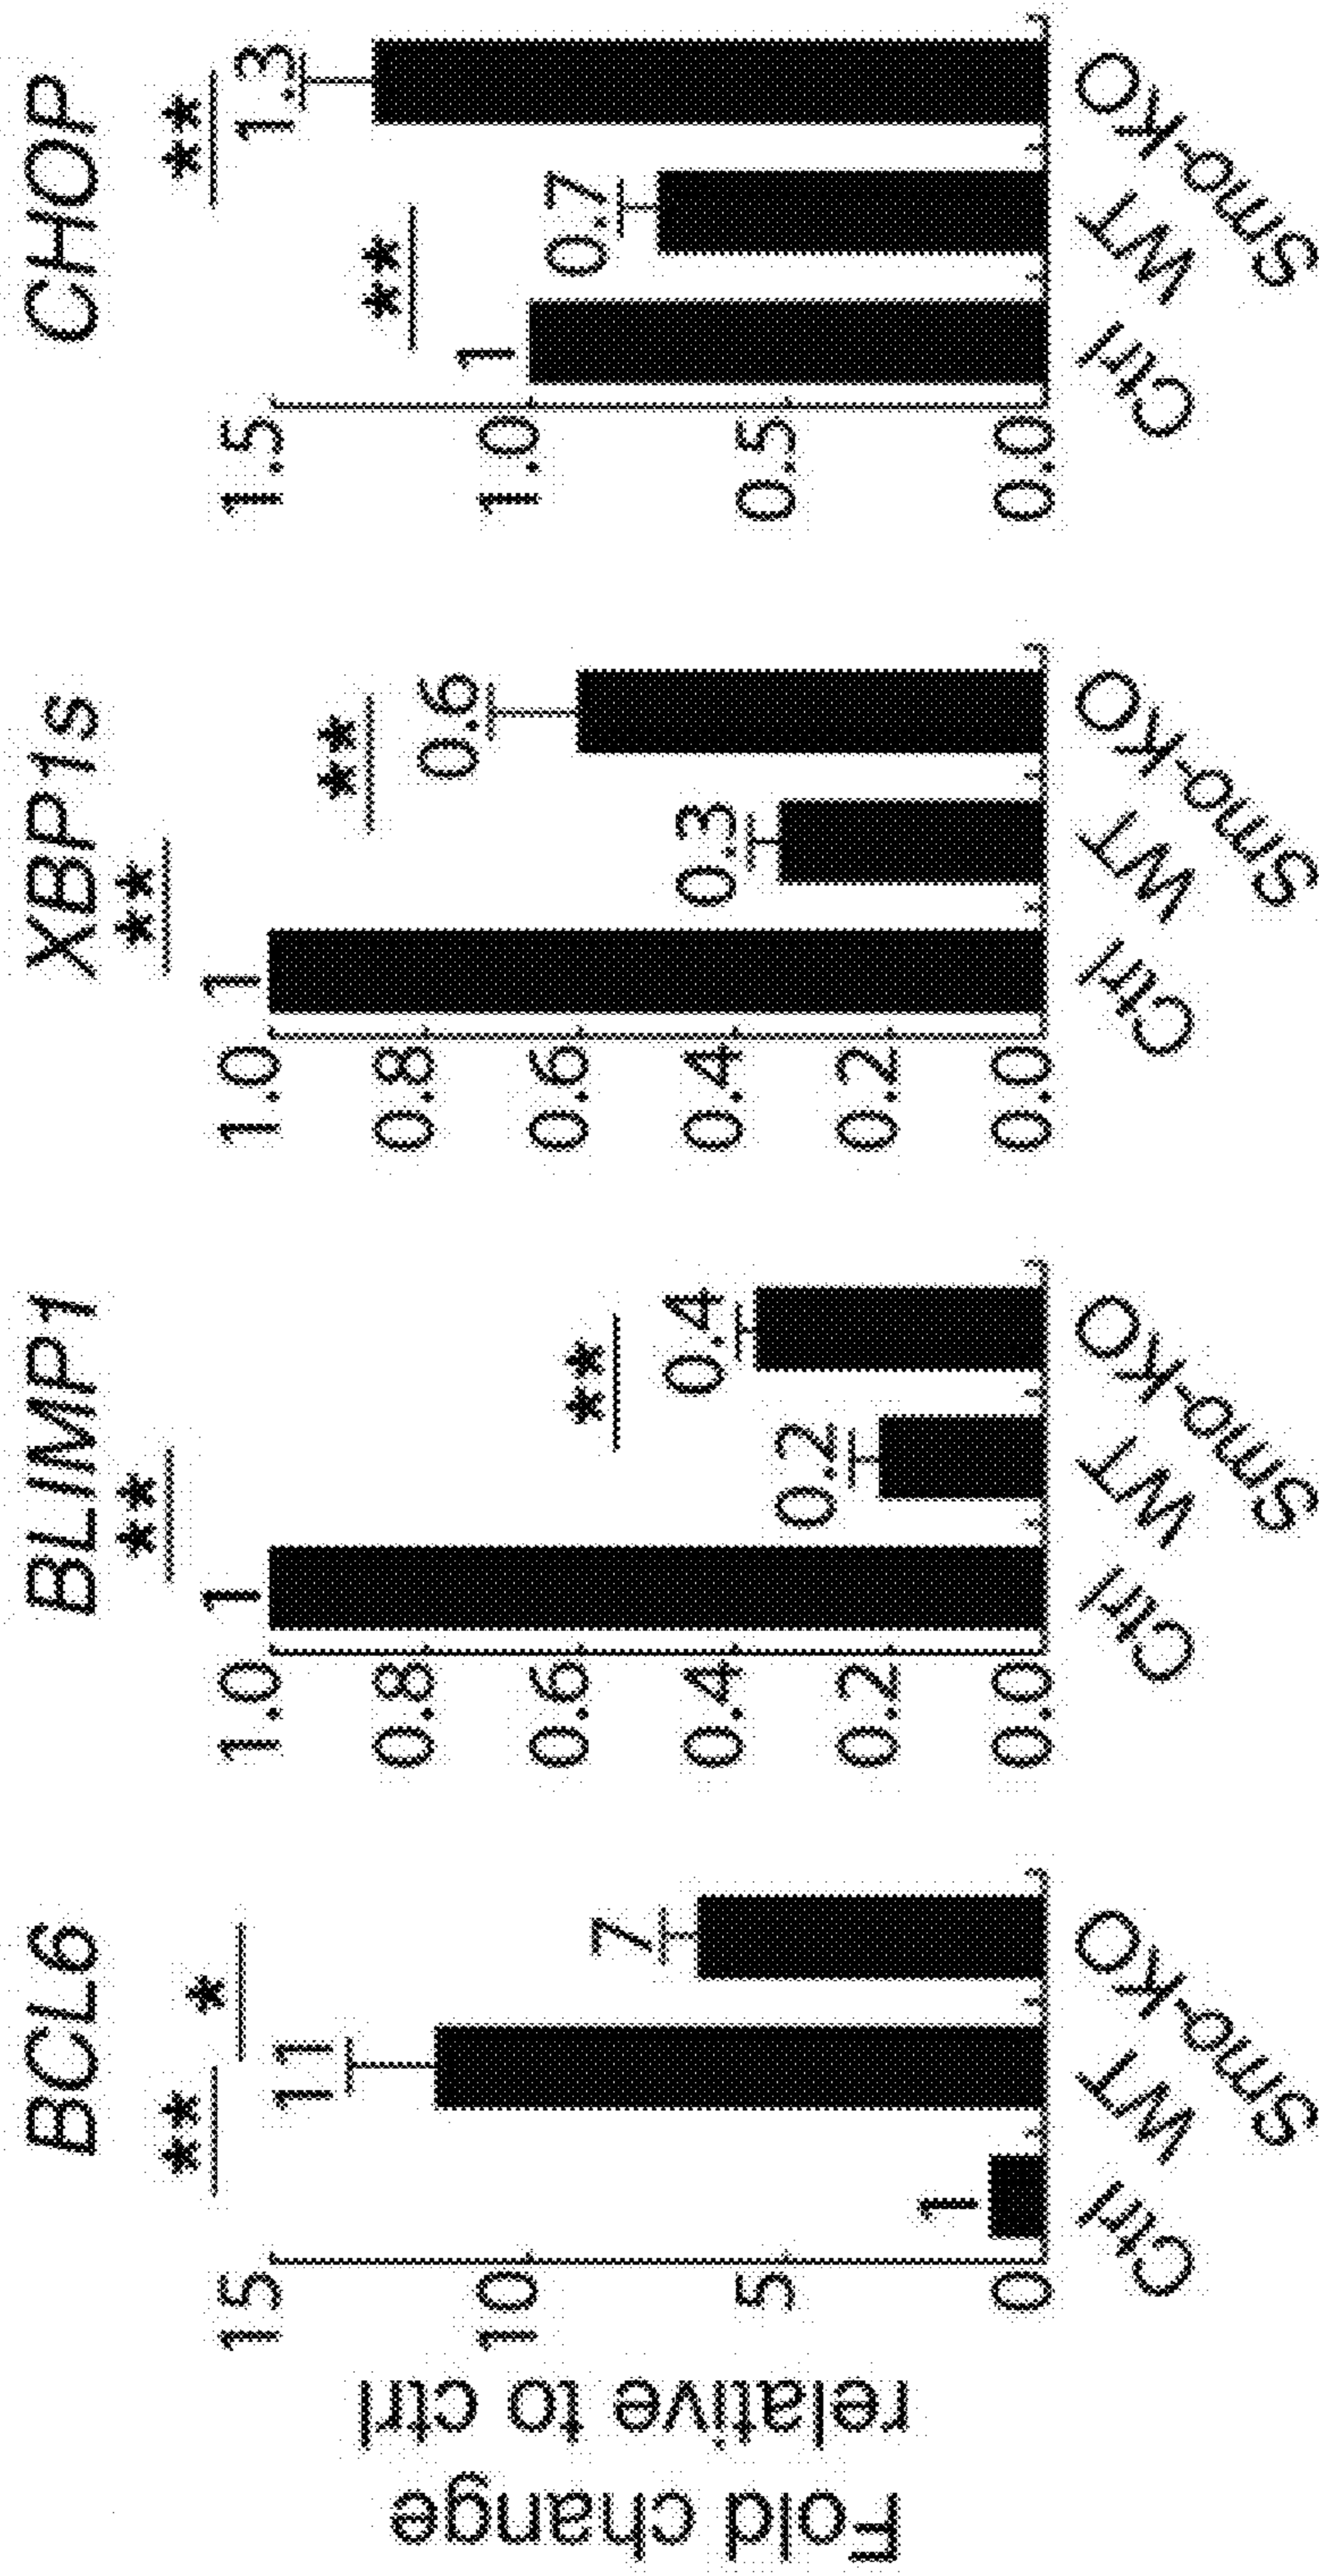 Fold change
relative to ctrl
BCL6
**
*
15
10
5
0
1
11
7
Ctrl
WT
Smo-KO
BLIMP1
**
**
1.0
0.8
0.6
0.4
0.2
0.0
1
0.2
0.4
Ctrl
WT
Smo-KO
XBP1s
**
**
1.0
0.8
0.6
0.4
0.2
0.0
1
0.3
0.6
Ctrl
WT
Smo-KO
CHOP
**
**
1.5
1.0
0.5
0.0
1
0.7
1.3
Ctrl
WT
Smo-KO